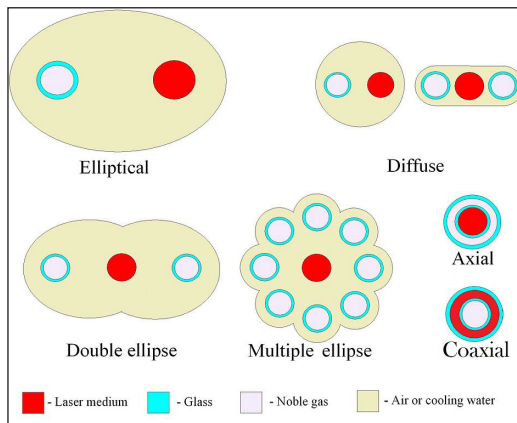 Elliptical
Diffuse
Axial
Double ellipse
Multiple ellipse
Coaxial
- Laser medium
- Glass
- Noble gas
- Air or cooling water